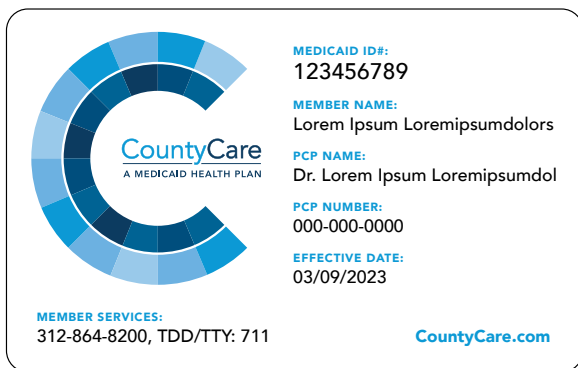 CountyCare
A MEDICAID HEALTH PLAN
MEDICAID ID#:
123456789
MEMBER NAME:
Lorem Ipsum Loremipsumdolors
PCP NAME:
Dr. Lorem Ipsum Loremipsumdol
PCP NUMBER:
000-000-0000
EFFECTIVE DATE:
03/09/2023
MEMBER SERVICES:
312-864-8200, TDD/TTY: 711
CountyCare.com